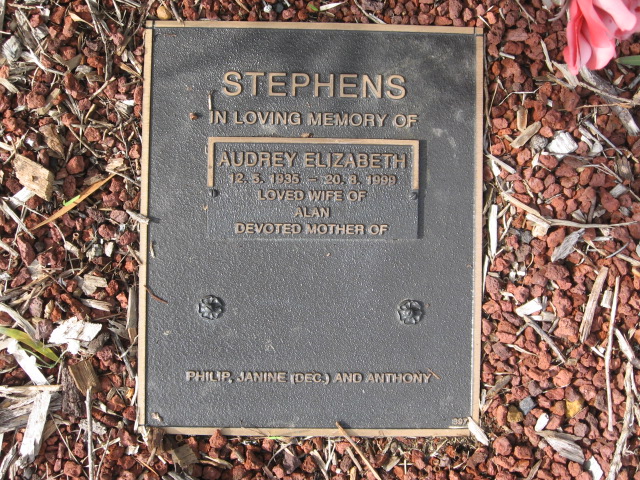 STEPHENS
IN LOVING MEMORY OF
AUDREY ELIZABETH
12. 5. 1935. – 20. 8. 1999
LOVED WIFE OF
ALAN
DEVOTED MOTHER OF
PHILIP, JANINE (DEC.) AND ANTHONY